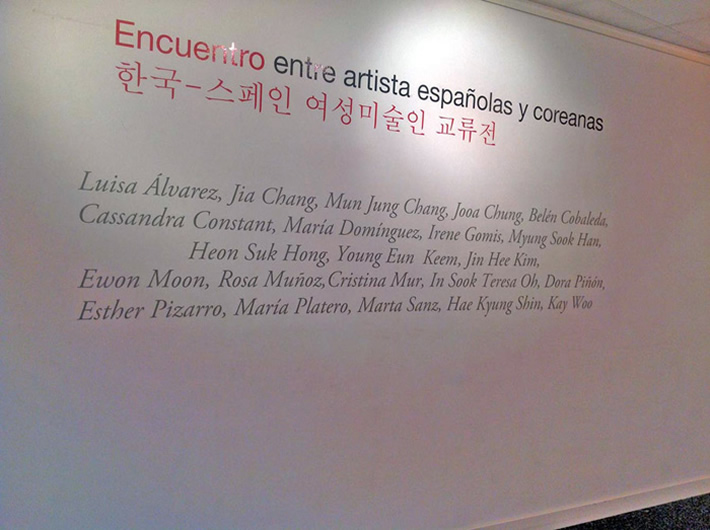 Encuentro entre artista españolas y coreanas
한국-스페인 여성미술인 교류전
Luisa Álvarez, Jia Chang, Mun Jung Chang, Jooa Chung, Belén Cobaleda,
Cassandra Constant, María Domínguez, Irene Gomis, Myung Sook Han,
Heon Suk Hong, Young Eun Keem, Jin Hee Kim,
Ewon Moon, Rosa Muñoz, Cristina Mur, In Sook Teresa Oh, Dora Piñón,
Esther Pizarro, María Platero, Marta Sanz, Hae Kyung Shin, Kay Woo